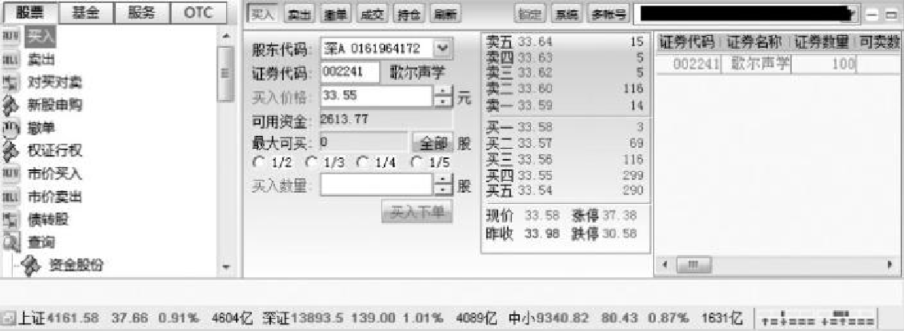 股票 基金 服务 OTC
买入 卖出 撤单 成交 持仓 刷新 锁定 系统 多帐号
买入
卖出
对买对卖
新股申购
撤单
权证行权
市价买入
市价卖出
债转股
查询
资金股份
股东代码: 深A 0161964172
证券代码: 002241 歌尔声学
买入价格: 33.55 元
可用资金: 2613.77
最大可买: 0 全部 股
1/2 1/3 1/4 1/5
买入数量: 股
买入下单
卖五 33.64 15
卖四 33.63 5
卖三 33.62 5
卖二 33.60 116
卖一 33.59 14
买一 33.58 3
买二 33.57 69
买三 33.56 116
买四 33.55 299
买五 33.54 290
现价 33.58 涨停 37.38
昨收 33.98 跌停 30.58
证券代码 证券名称 证券数量 可卖数
002241 歌尔声学 100
上证4161.58 37.66 0.91% 4604亿 深证13893.5 139.00 1.01% 4089亿 中小9340.82 80.43 0.87% 1631亿